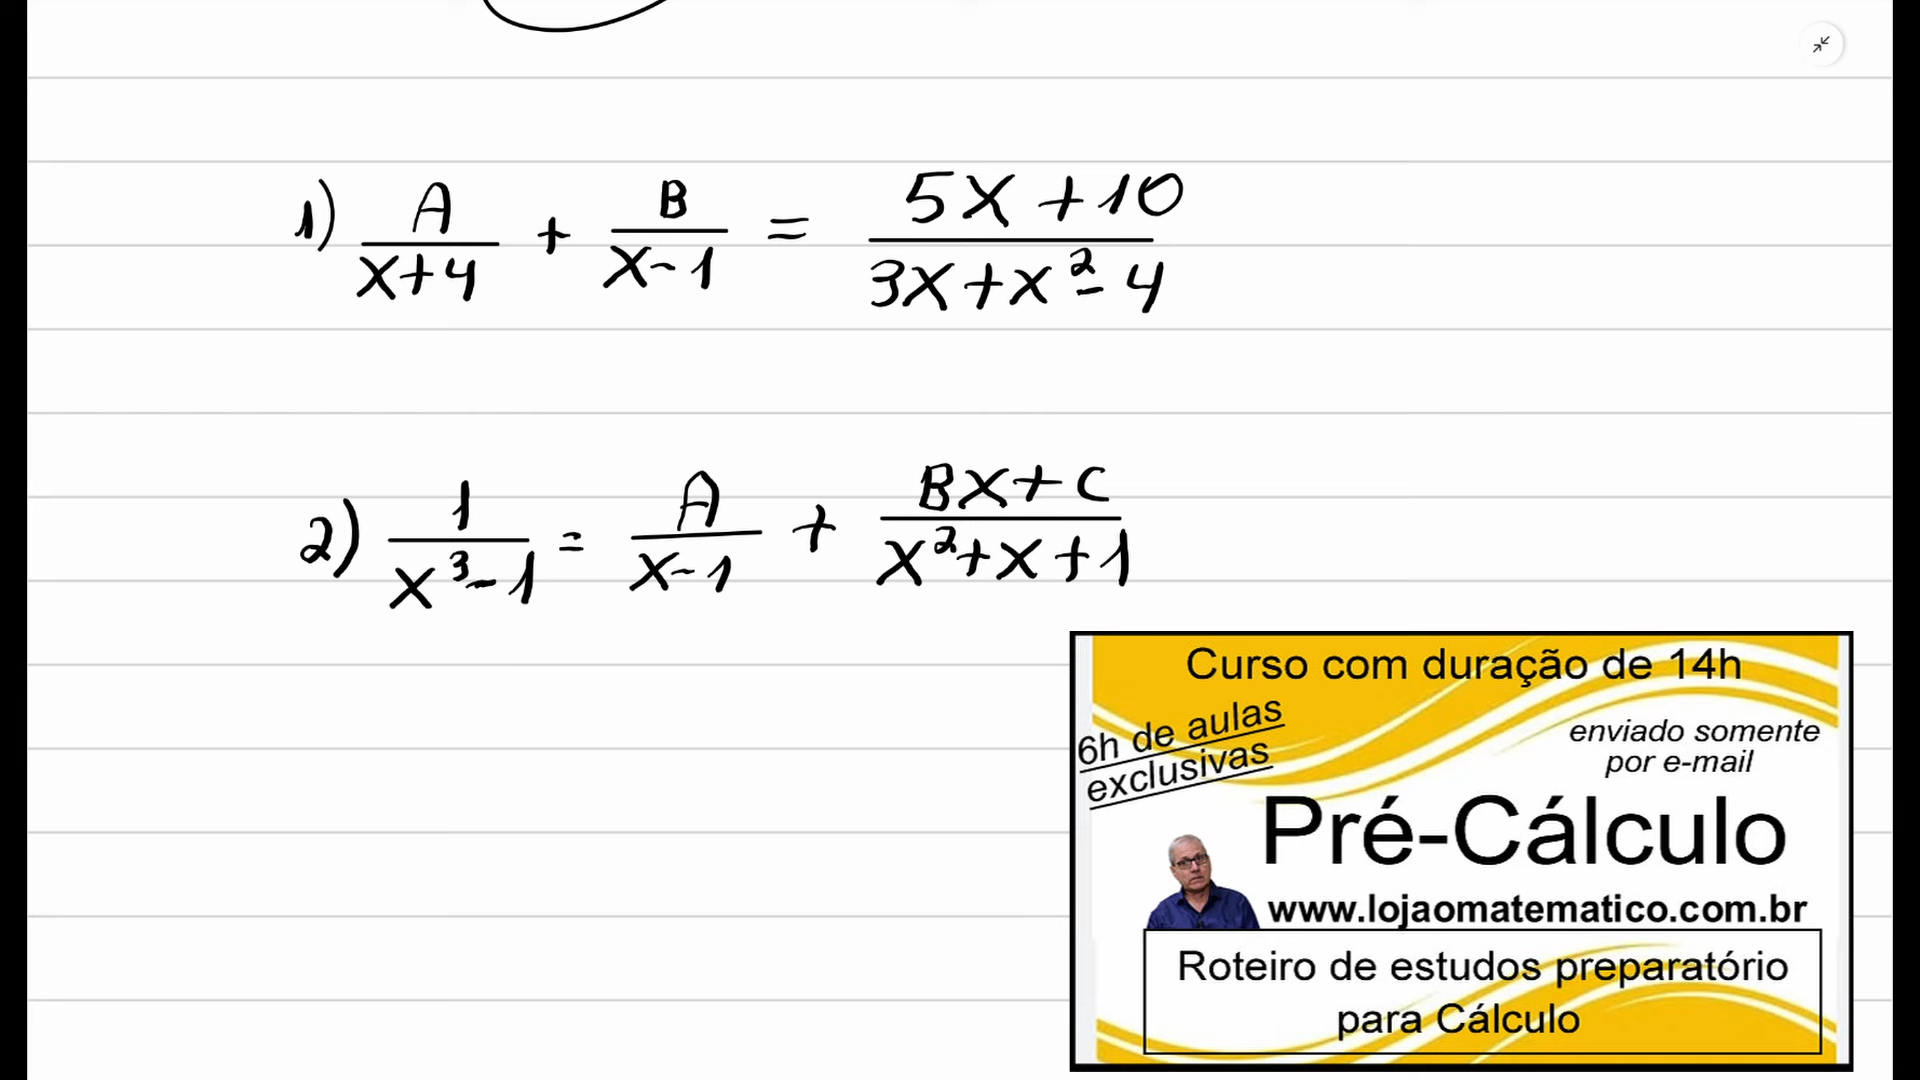 1) A/(x+4) + B/(x-1) = (5x+10)/(3x+x²-4)
2) 1/(x³-1) = A/(x-1) + (Bx+C)/(x²+x+1)
Curso com duração de 14h
6h de aulas
exclusivas
enviado somente
por e-mail
Pré-Cálculo
www.lojaomatematico.com.br
Roteiro de estudos preparatório
para Cálculo